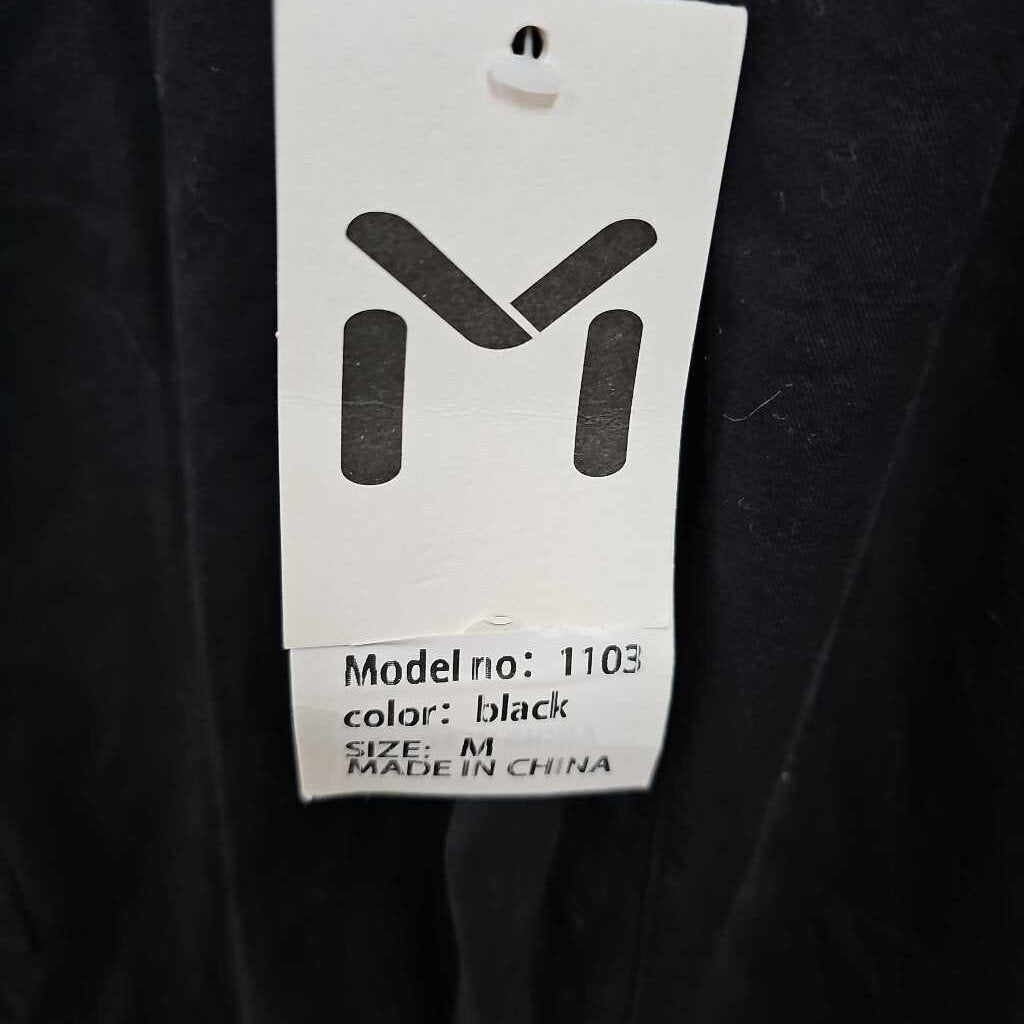 M
Model no: 1103
color: black
SIZE: M
MADE IN CHINA